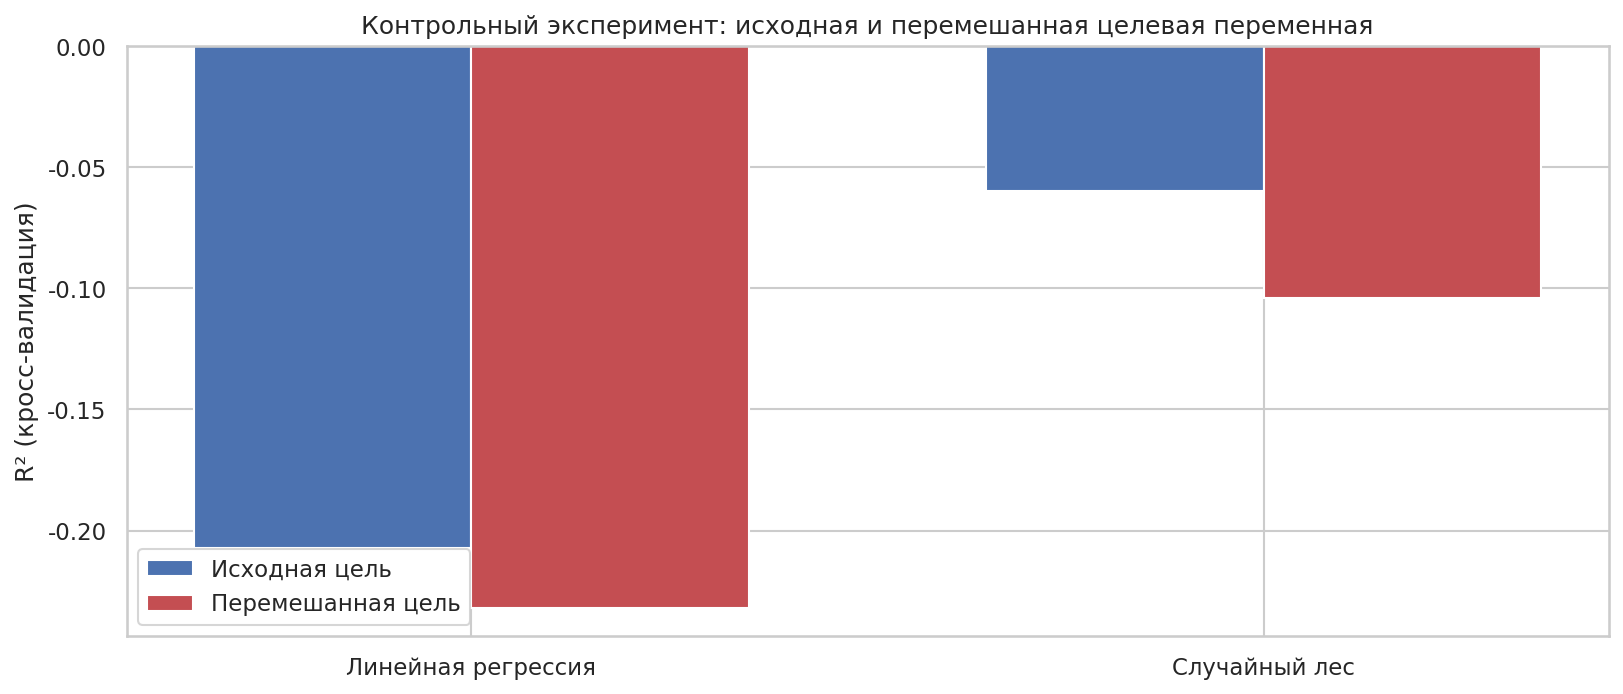 Контрольный эксперимент: исходная и перемешанная целевая переменная
R² (кросс-валидация)
0.00
-0.05
-0.10
-0.15
-0.20
Исходная цель
Перемешанная цель
Линейная регрессия
Случайный лес